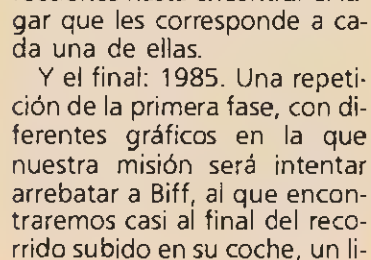 gar que les corresponde a ca-
da una de ellas.
Y el final: 1985. Una repeti-
ción de la primera fase, con di-
ferentes gráficos en la que
nuestra misión será intentar
arrebatar a Biff, al que encon-
traremos casi al final del reco-
rrido subido en su coche, un li-